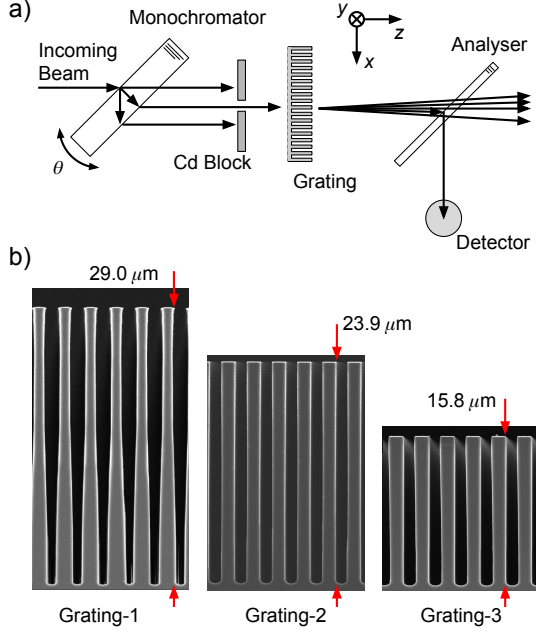 a)
Monochromator
Incoming
Beam
θ
Cd Block
Grating
y
z
x
Analyser
Detector
b)
29.0 μm
23.9 μm
15.8 μm
Grating-1
Grating-2
Grating-3